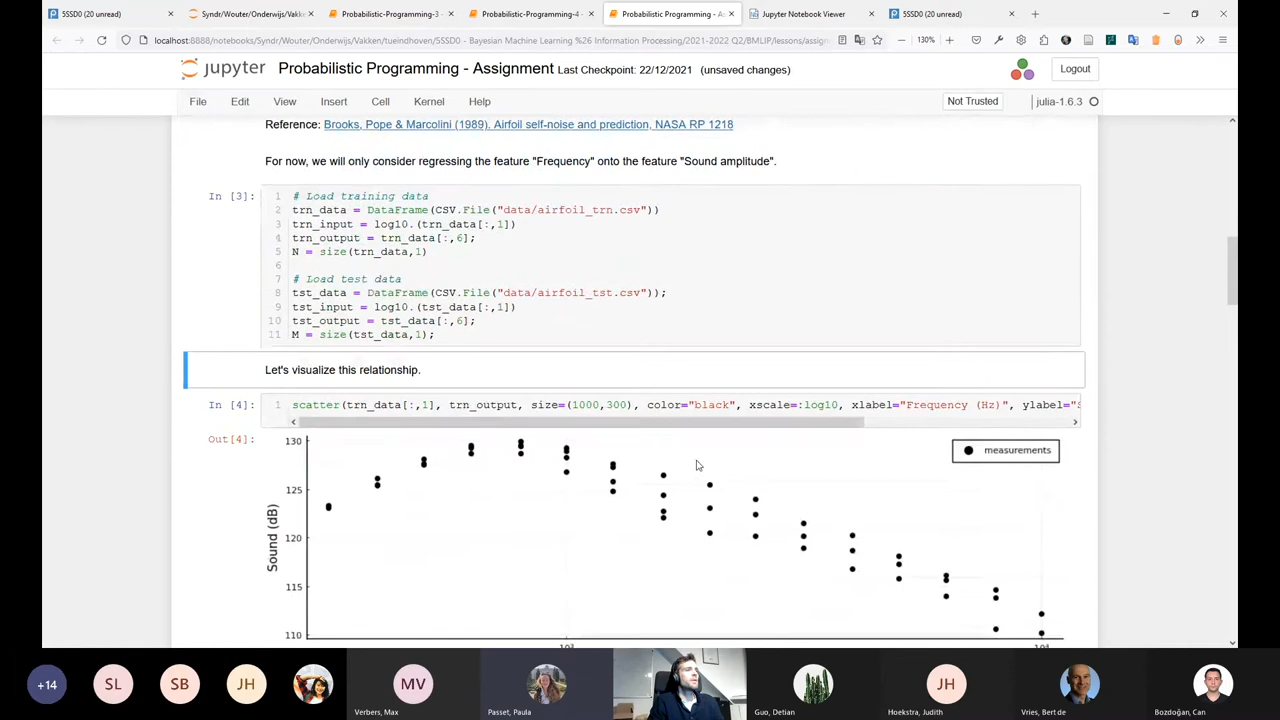 5SSD0 (20 unread)
Syndr/Wouter/Onderwijs/Vakke
Probabilistic-Programming-3 -
Probabilistic-Programming-4 -
Probabilistic Programming - As
Jupyter Notebook Viewer
5SSD0 (20 unread)
localhost:8888/notebooks/Syndr/Wouter/Onderwijs/Vakken/tueindhoven/5SSD0 - Bayesian Machine Learning %26 Information Processing/2021-2022 Q2/BMLIP/lessons/assign
130%
jupyter
Probabilistic Programming - Assignment Last Checkpoint: 22/12/2021 (unsaved changes)
Logout
File Edit View Insert Cell Kernel Help
Not Trusted
julia-1.6.3
Reference: Brooks, Pope & Marcolini (1989). Airfoil self-noise and prediction, NASA RP 1218
For now, we will only consider regressing the feature "Frequency" onto the feature "Sound amplitude".
In [3]:
1 # Load training data
2 trn_data = DataFrame(CSV.File("data/airfoil_trn.csv"))
3 trn_input = log10.(trn_data[:,1])
4 trn_output = trn_data[:,6];
5 N = size(trn_data,1)
6
7 # Load test data
8 tst_data = DataFrame(CSV.File("data/airfoil_tst.csv"));
9 tst_input = log10.(tst_data[:,1])
10 tst_output = tst_data[:,6];
11 M = size(tst_data,1);
Let's visualize this relationship.
In [4]:
1 scatter(trn_data[:,1], trn_output, size=(1000,300), color="black", xscale=:log10, xlabel="Frequency (Hz)", ylabel="S
Out[4]:
130
measurements
125
120
115
110
Sound (dB)
+14
SL
SB
JH
MV
JH
Verbers, Max
Passet, Paula
Guo, Detian
Hoekstra, Judith
Vries, Bert de
Bozdoğan, Can